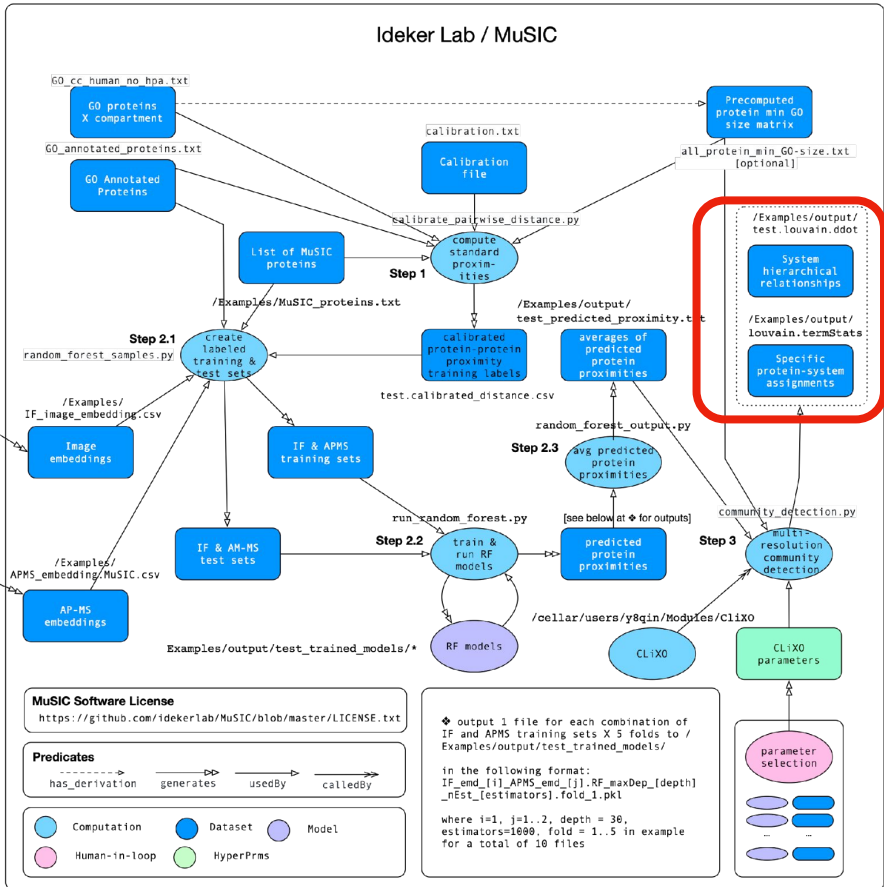 Ideker Lab / MuSIC
GO_cc_human_no_hpa.txt
GO proteins
X compartment
Precomputed
protein min GO
size matrix
calibration.txt
GO_annotated_proteins.txt
all_protein_min_GO-size.txt
[optional]
Calibration
file
GO Annotated
Proteins
calibrate_pairwise_distance.py
/Examples/output/
test.louvain.ddot
List of MuSIC
proteins
compute
standard
proxim-
ities
Step 1
System
hierarchical
relationships
/Examples/MuSIC_proteins.txt
/Examples/output/
test_predicted_proximity.txt
/Examples/output/
louvain.termStats
Step 2.1
random_forest_samples.py
create
labeled
training &
test sets
calibrated
protein-protein
proximity
training labels
averages of
predicted
protein
proximities
Specific
protein-system
assignments
test.calibrated_distance.csv
/Examples/
IF_image_embedding.csv
random_forest_output.py
Image
embeddings
IF & APMS
training sets
Step 2.3
avg predicted
protein
proximities
run_random_forest.py
[see below at ❖ for outputs]
community_detection.py
IF & AM-MS
test sets
Step 2.2
train &
run RF
models
predicted
protein
proximities
Step 3
multi-
resolution
community
detection
/Examples/
APMS_embedding.MuSIC.csv
AP-MS
embeddings
/cellar/users/y8qin/Modules/CliXO
Examples/output/test_trained_models/*
RF models
CLiXO
CLiXO
parameters
MuSIC Software License
https://github.com/idekerlab/MuSIC/blob/master/LICENSE.txt
Predicates
has_derivation
generates
usedBy
calledBy
Computation
Dataset
Model
Human-in-loop
HyperPrms
❖ output 1 file for each combination of
IF and APMS training sets X 5 folds to /
Examples/output/test_trained_models/
in the following format:
IF_emd_[i]_APMS_emd_[j].RF_maxDep_[depth]
_nEst_[estimators].fold_1.pkl
where i=1, j=1..2, depth = 30,
estimators=1000, fold = 1..5 in example
for a total of 10 files
parameter
selection
... ...